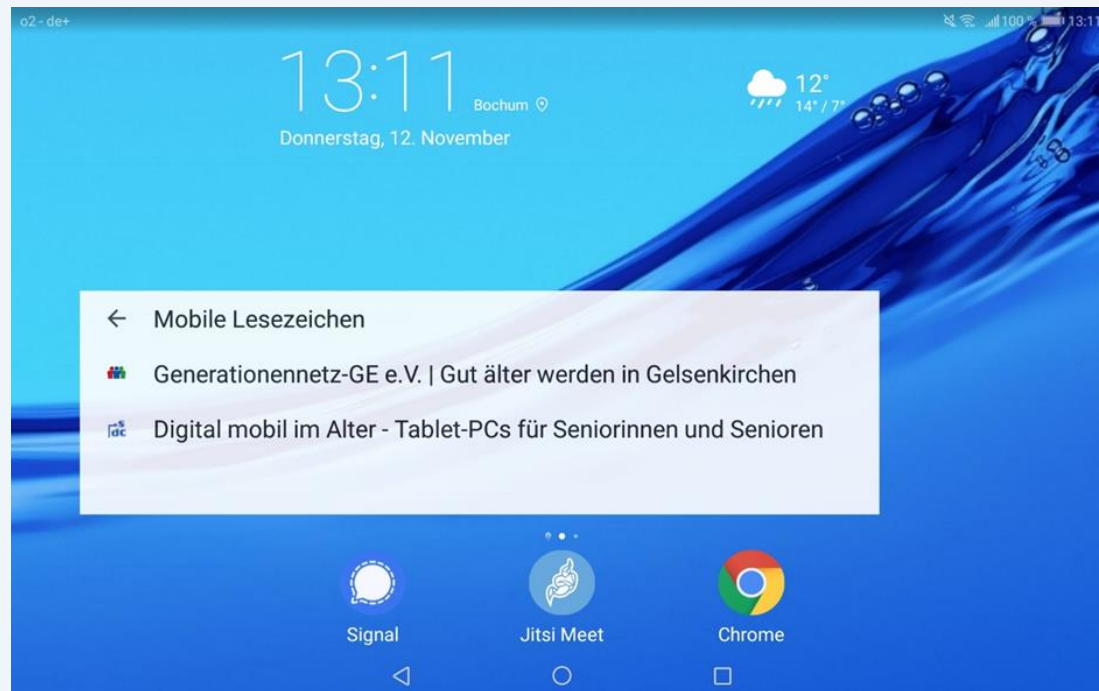 o2 - de+
100 % 13:11
13:11
Bochum
Donnerstag, 12. November
12°
14° / 7°
Mobile Lesezeichen
Generationennetz-GE e.V. | Gut älter werden in Gelsenkirchen
Digital mobil im Alter - Tablet-PCs für Seniorinnen und Senioren
Signal
Jitsi Meet
Chrome